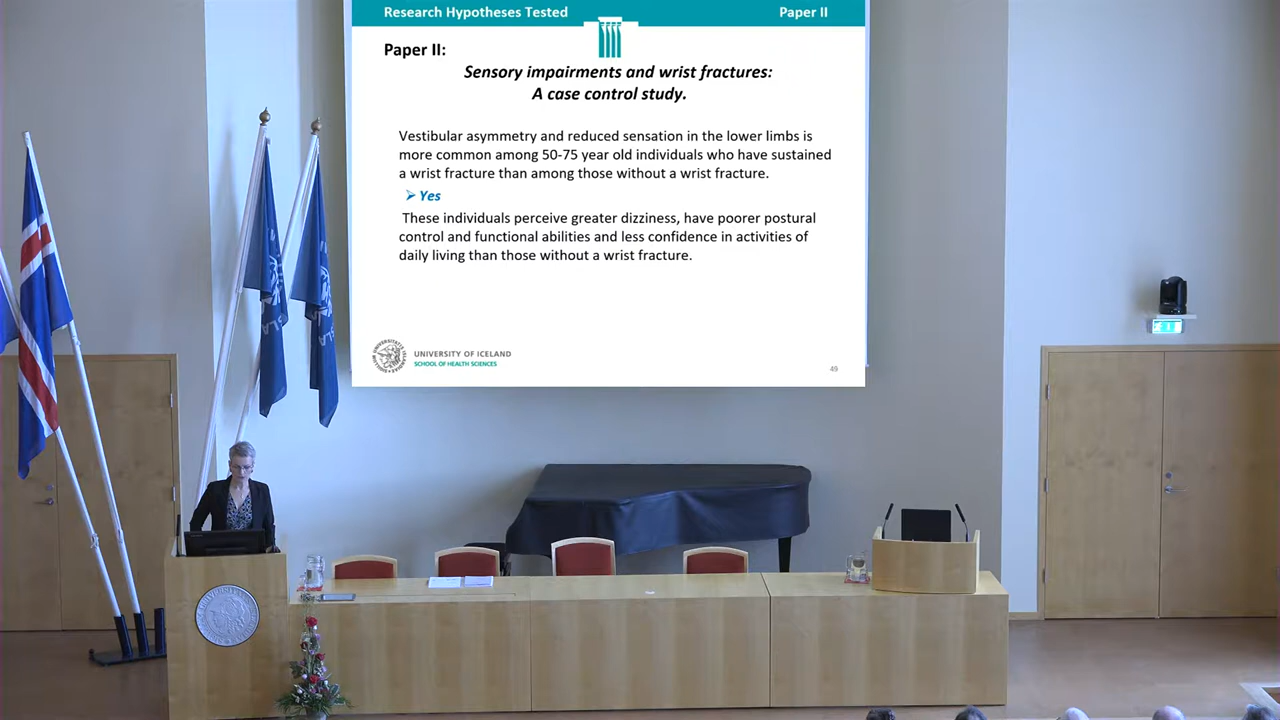 Research Hypotheses Tested
Paper II
Paper II:
Sensory impairments and wrist fractures:
A case control study.
Vestibular asymmetry and reduced sensation in the lower limbs is
more common among 50-75 year old individuals who have sustained
a wrist fracture than among those without a wrist fracture.
➢ Yes
These individuals perceive greater dizziness, have poorer postural
control and functional abilities and less confidence in activities of
daily living than those without a wrist fracture.
UNIVERSITY OF ICELAND
SCHOOL OF HEALTH SCIENCES
49